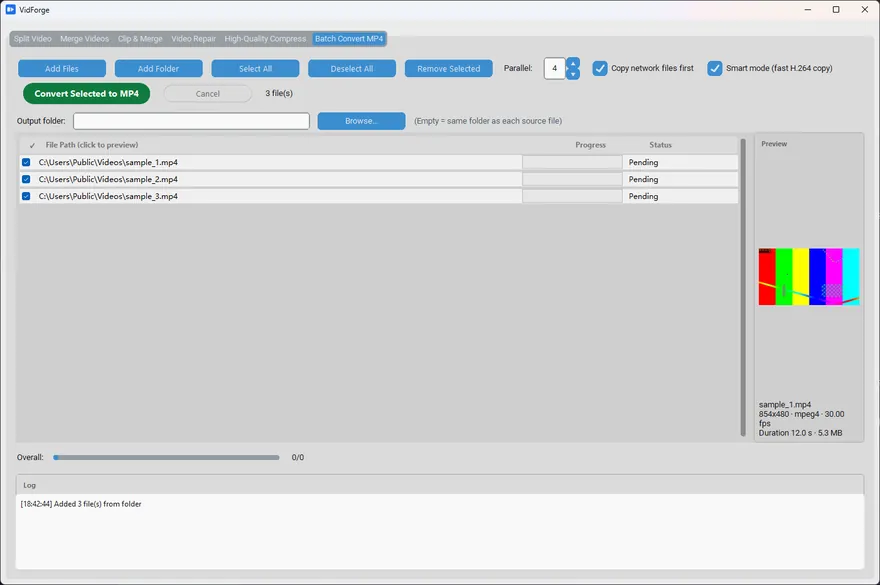 VidForge
Split Video Merge Videos Clip & Merge Video Repair High-Quality Compress Batch Convert MP4
Add Files Add Folder Select All Deselect All Remove Selected Parallel: 4 Copy network files first Smart mode (fast H.264 copy)
Convert Selected to MP4 Cancel 3 file(s)
Output folder: Browse... (Empty = same folder as each source file)
✓ File Path (click to preview) Progress Status
C:\Users\Public\Videos\sample_1.mp4 Pending
C:\Users\Public\Videos\sample_2.mp4 Pending
C:\Users\Public\Videos\sample_3.mp4 Pending
Preview
sample_1.mp4
854x480 · mpeg4 · 30.00
fps
Duration 12.0 s · 5.3 MB
Overall: 0/0
Log
[18:42:44] Added 3 file(s) from folder